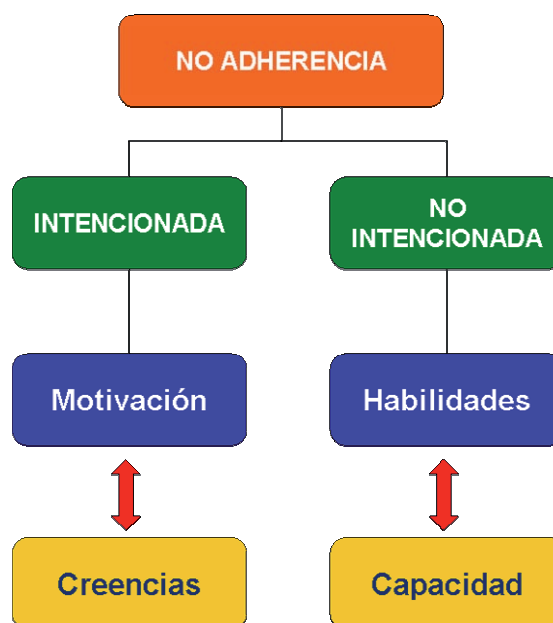 NO ADHERENCIA
INTENCIONADA
NO
INTENCIONADA
Motivación
Habilidades
Creencias
Capacidad